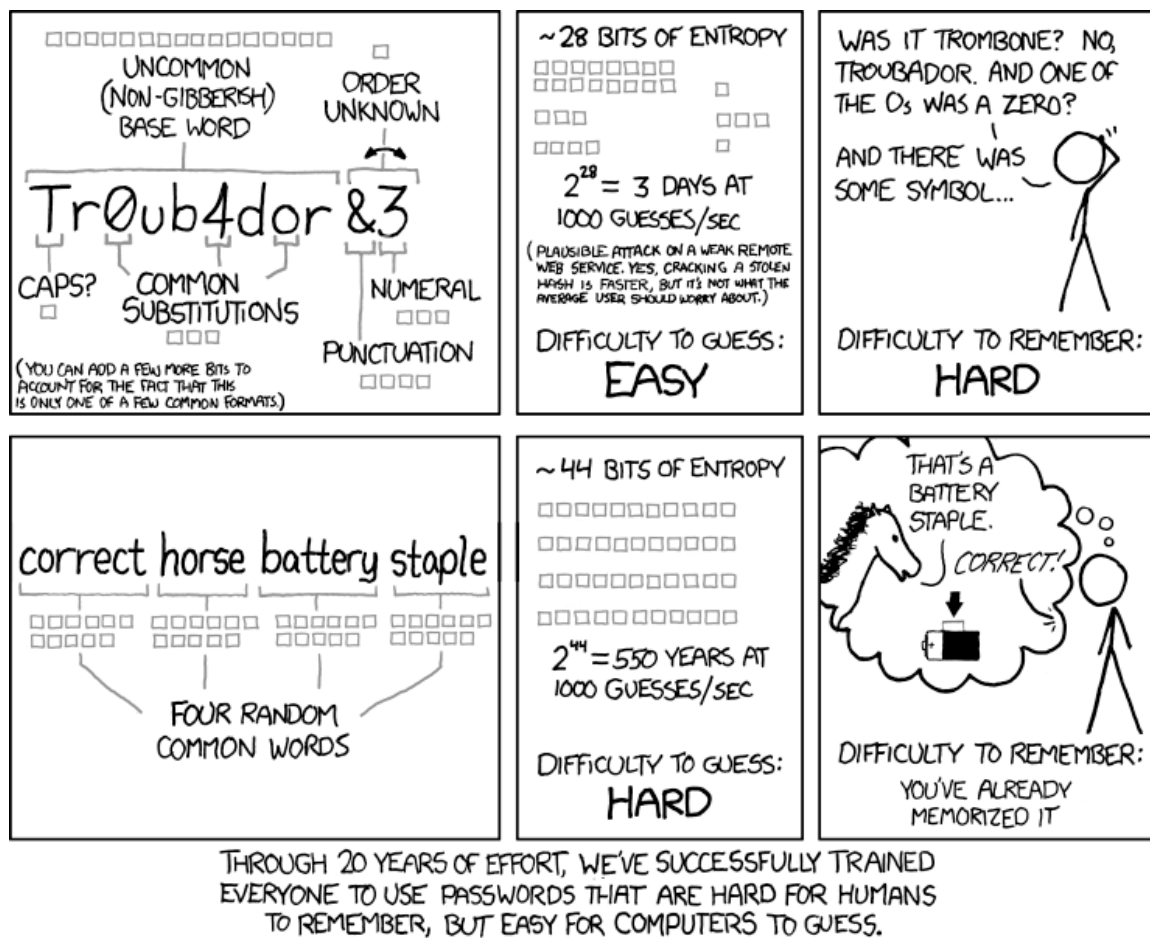 UNCOMMON
(NON-GIBBERISH)
BASE WORD
ORDER
UNKNOWN
Tr0ub4dor &3
CAPS?
COMMON
SUBSTITUTIONS
NUMERAL
PUNCTUATION
(YOU CAN ADD A FEW MORE BITS TO
ACCOUNT FOR THE FACT THAT THIS
IS ONLY ONE OF A FEW COMMON FORMATS.)
~28 BITS OF ENTROPY
2^28 = 3 DAYS AT
1000 GUESSES/SEC
(PLAUSIBLE ATTACK ON A WEAK REMOTE
WEB SERVICE. YES, CRACKING A STOLEN
HASH IS FASTER, BUT IT'S NOT WHAT THE
AVERAGE USER SHOULD WORRY ABOUT.)
DIFFICULTY TO GUESS:
EASY
WAS IT TROMBONE? NO,
TROUBADOR. AND ONE OF
THE Os WAS A ZERO?
AND THERE WAS
SOME SYMBOL...
DIFFICULTY TO REMEMBER:
HARD
correct horse battery staple
FOUR RANDOM
COMMON WORDS
~44 BITS OF ENTROPY
2^44 = 550 YEARS AT
1000 GUESSES/SEC
DIFFICULTY TO GUESS:
HARD
THAT'S A
BATTERY
STAPLE.
CORRECT!
+
DIFFICULTY TO REMEMBER:
YOU'VE ALREADY
MEMORIZED IT
THROUGH 20 YEARS OF EFFORT, WE'VE SUCCESSFULLY TRAINED
EVERYONE TO USE PASSWORDS THAT ARE HARD FOR HUMANS
TO REMEMBER, BUT EASY FOR COMPUTERS TO GUESS.